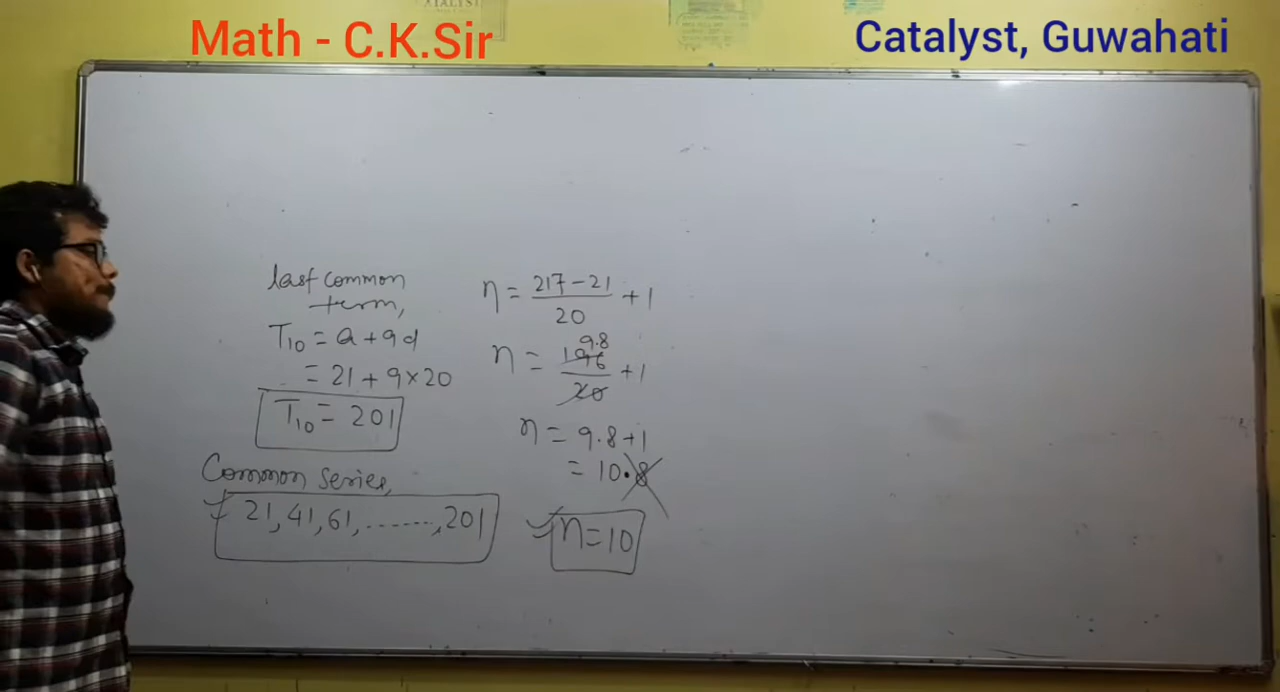 Math - C.K.Sir
Catalyst, Guwahati
last common
term,
T10 = a + 9d
= 21 + 9 × 20
T10 = 201
Common series,
21, 41, 61, ......., 201
n = 217 - 21 / 20 + 1
9.8
n = 196 / 20 + 1
n = 9.8 + 1
= 10.8
n = 10